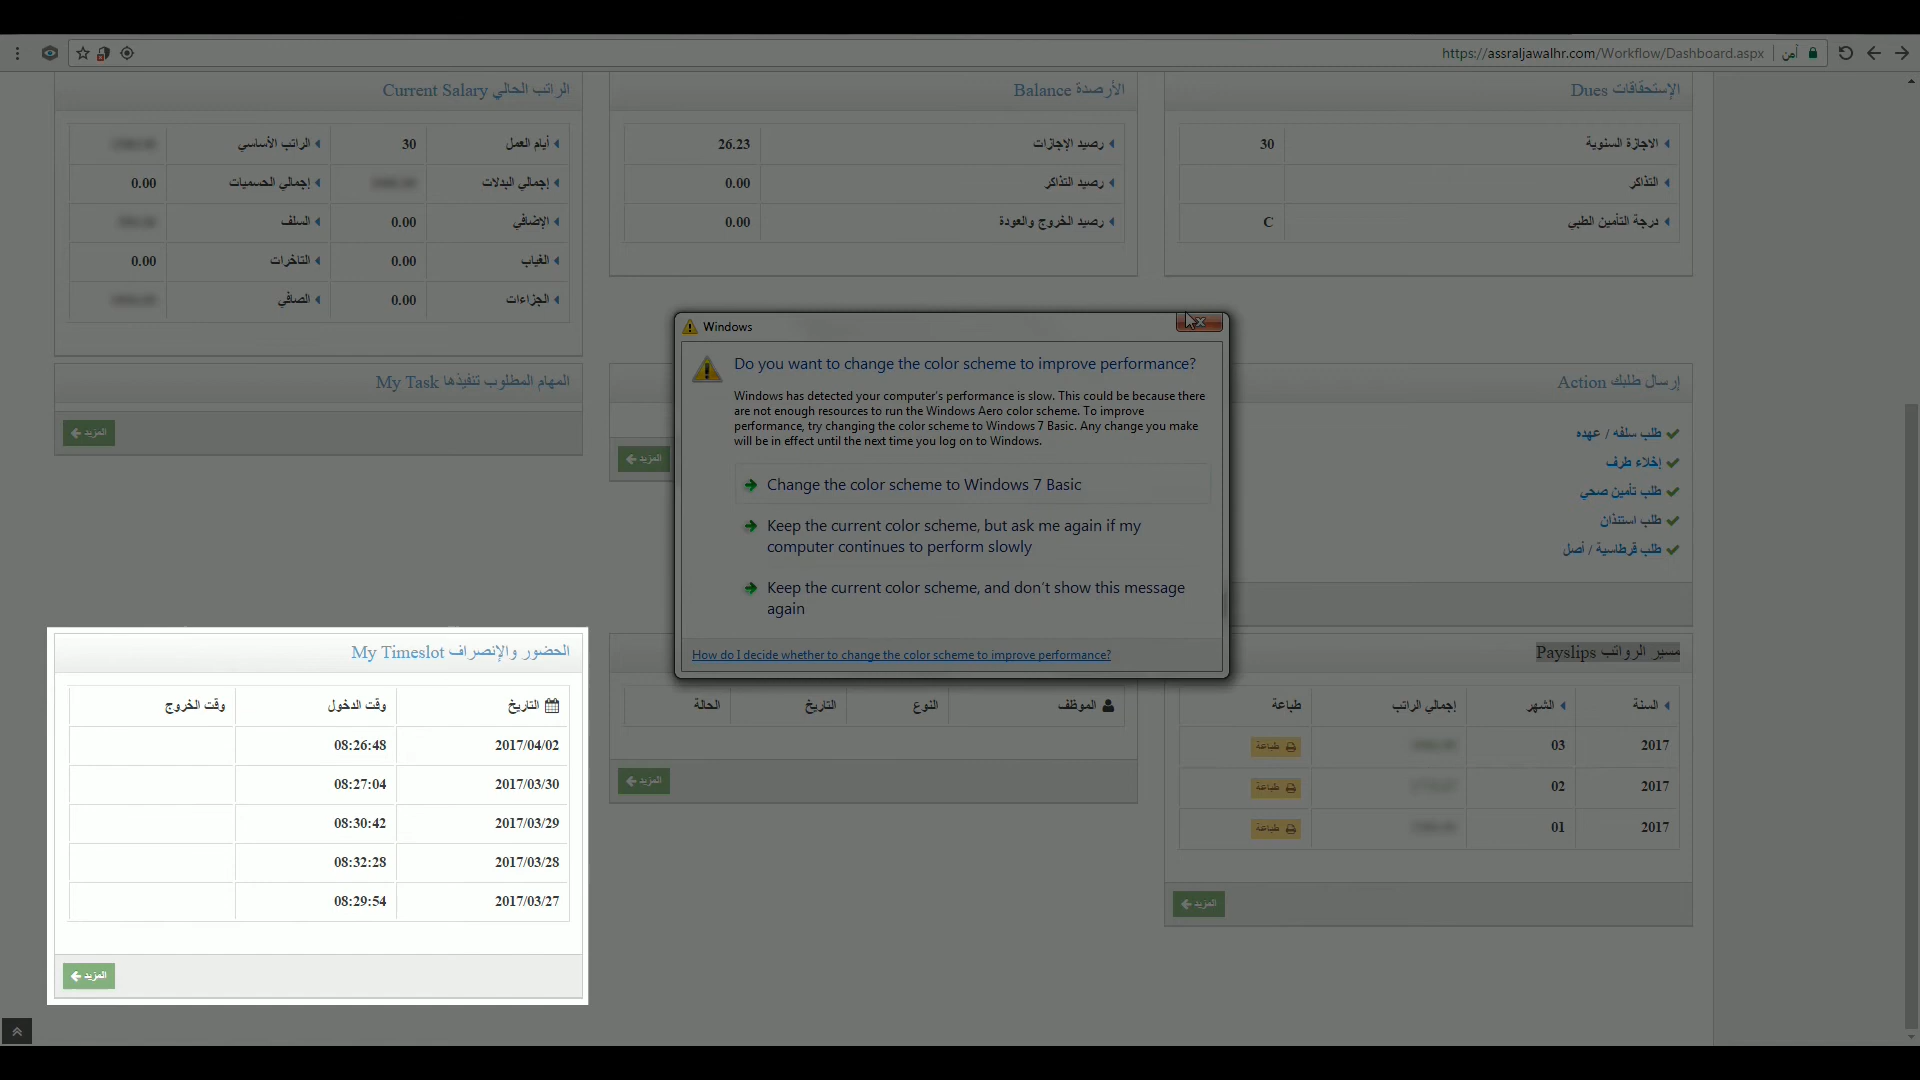 https://assraljawalhr.com/Workflow/Dashboard.aspx
أمن
الإستحقاقات Dues
الاجازة السنوية 30
التذاكر
درجة التأمين الطبي C
الأرصدة Balance
رصيد الإجازات 26.23
رصيد التذاكر 0.00
رصيد الخروج والعودة 0.00
الراتب الحالي Current Salary
أيام العمل 30 الراتب الأساسي
إجمالي البدلات إجمالي الحسميات 0.00
الإضافي 0.00 السلف
الغياب 0.00 التاخرات 0.00
الجزاءات 0.00 الصافي
إرسال طلبك Action
طلب سلفه / عهده
إخلاء طرف
طلب تأمين صحي
طلب استئذان
طلب قرطاسية / أصل
المزيد
المهام المطلوب تنفيذها My Task
المزيد
Windows
Do you want to change the color scheme to improve performance?
Windows has detected your computer's performance is slow. This could be because there
are not enough resources to run the Windows Aero color scheme. To improve
performance, try changing the color scheme to Windows 7 Basic. Any change you make
will be in effect until the next time you log on to Windows.
Change the color scheme to Windows 7 Basic
Keep the current color scheme, but ask me again if my
computer continues to perform slowly
Keep the current color scheme, and don't show this message
again
How do I decide whether to change the color scheme to improve performance?
مسير الرواتب Payslips
السنة الشهر إجمالي الراتب طباعة
2017 03 طباعة
2017 02 طباعة
2017 01 طباعة
المزيد
الموظف النوع التاريخ الحالة
المزيد
الحضور والإنصراف My Timeslot
التاريخ وقت الدخول وقت الخروج
2017/04/02 08:26:48
2017/03/30 08:27:04
2017/03/29 08:30:42
2017/03/28 08:32:28
2017/03/27 08:29:54
المزيد